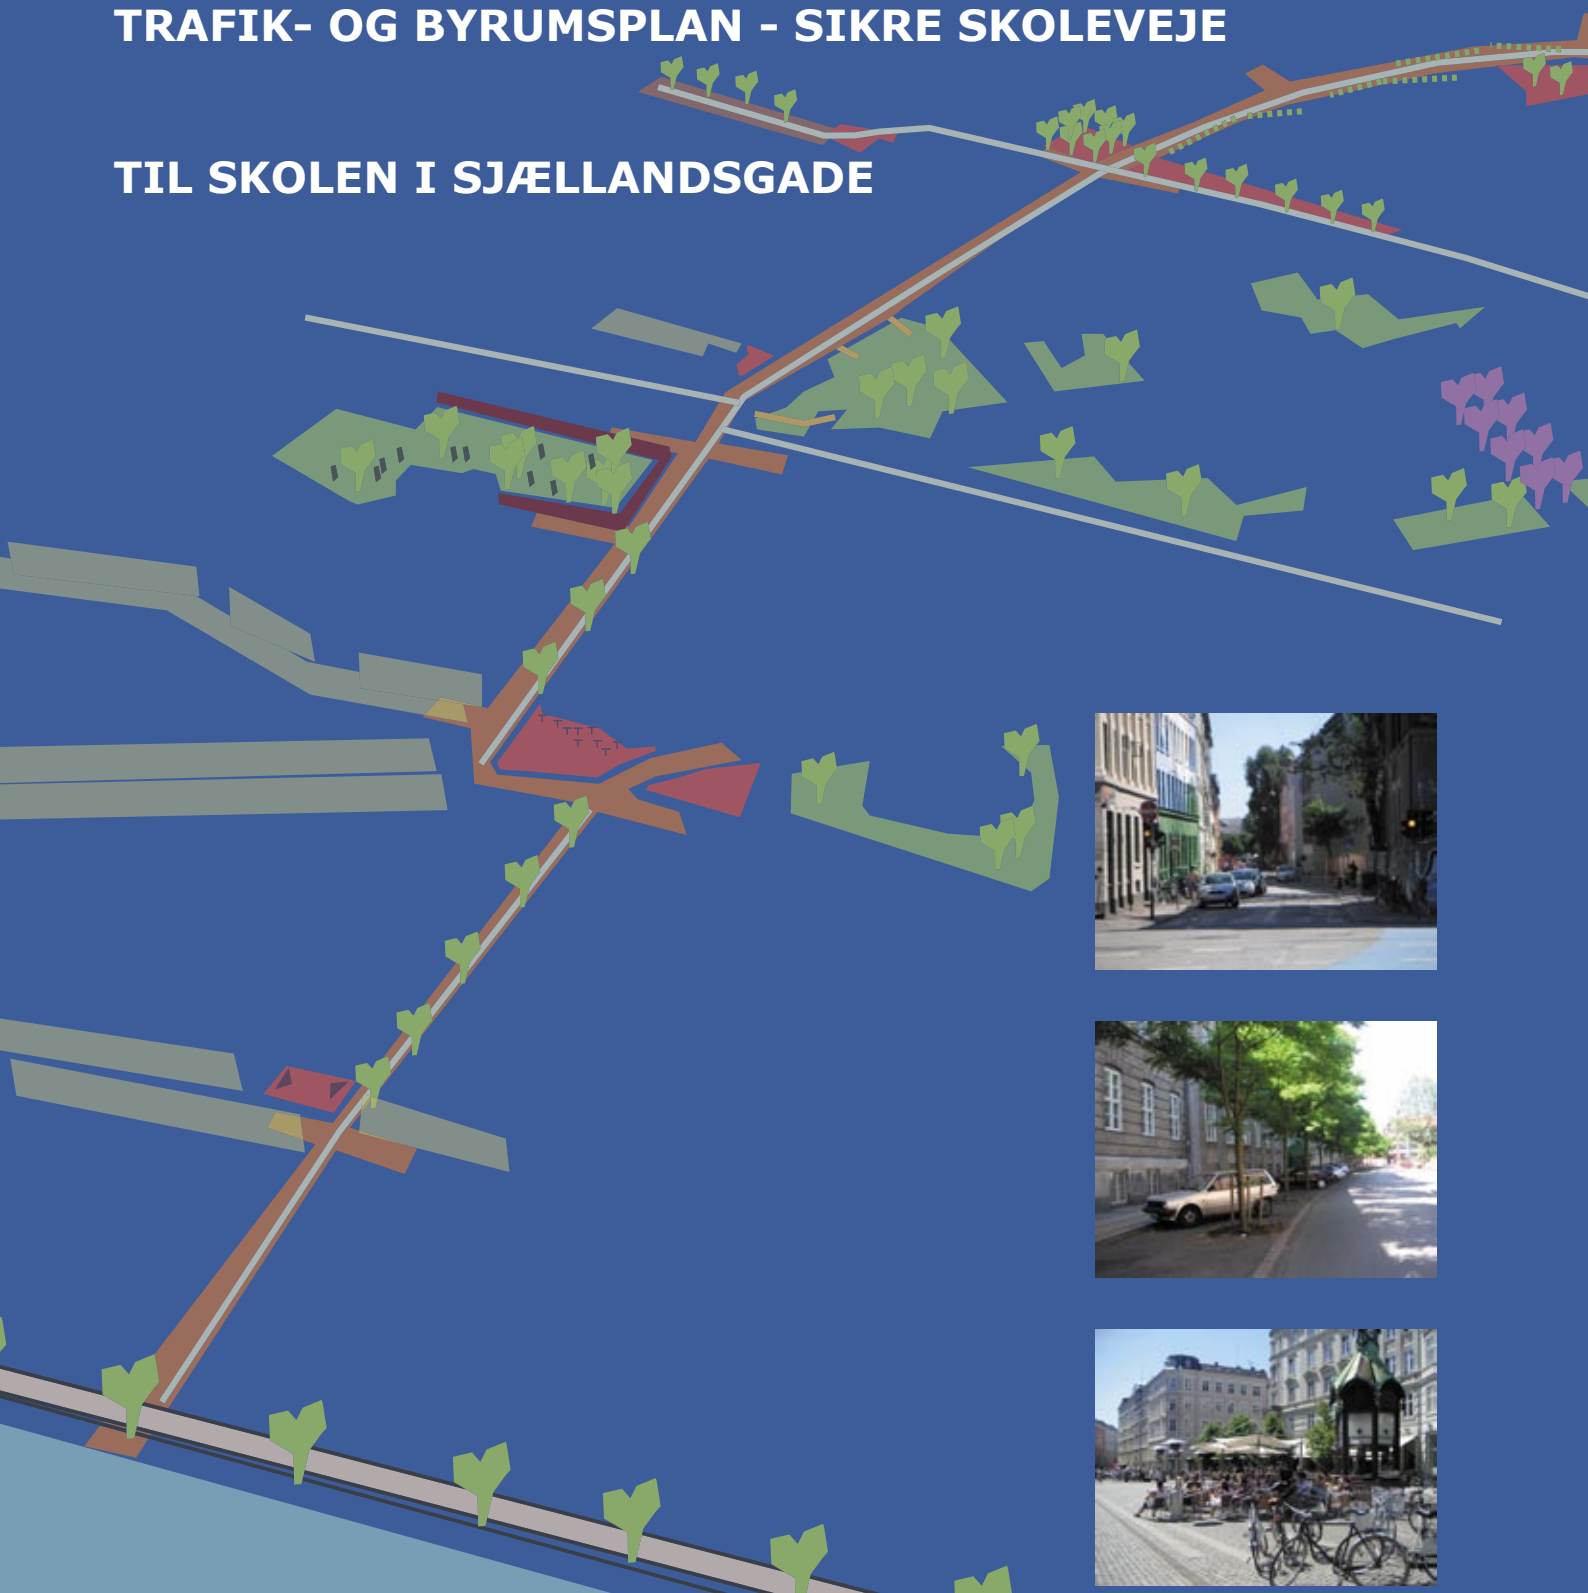 TRAFIK- OG BYRUMSPLAN - SIKRE SKOLEVEJE
TIL SKOLEN I SJÆLLANDSGADE